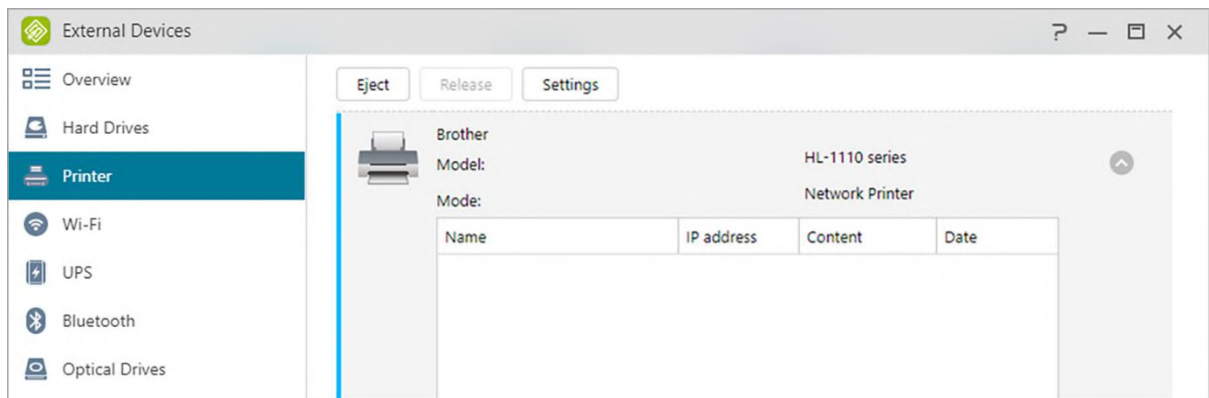 External Devices
Overview
Hard Drives
Printer
Wi-Fi
UPS
Bluetooth
Optical Drives
Eject Release Settings
Brother
Model: HL-1110 series
Mode: Network Printer
Name IP address Content Date